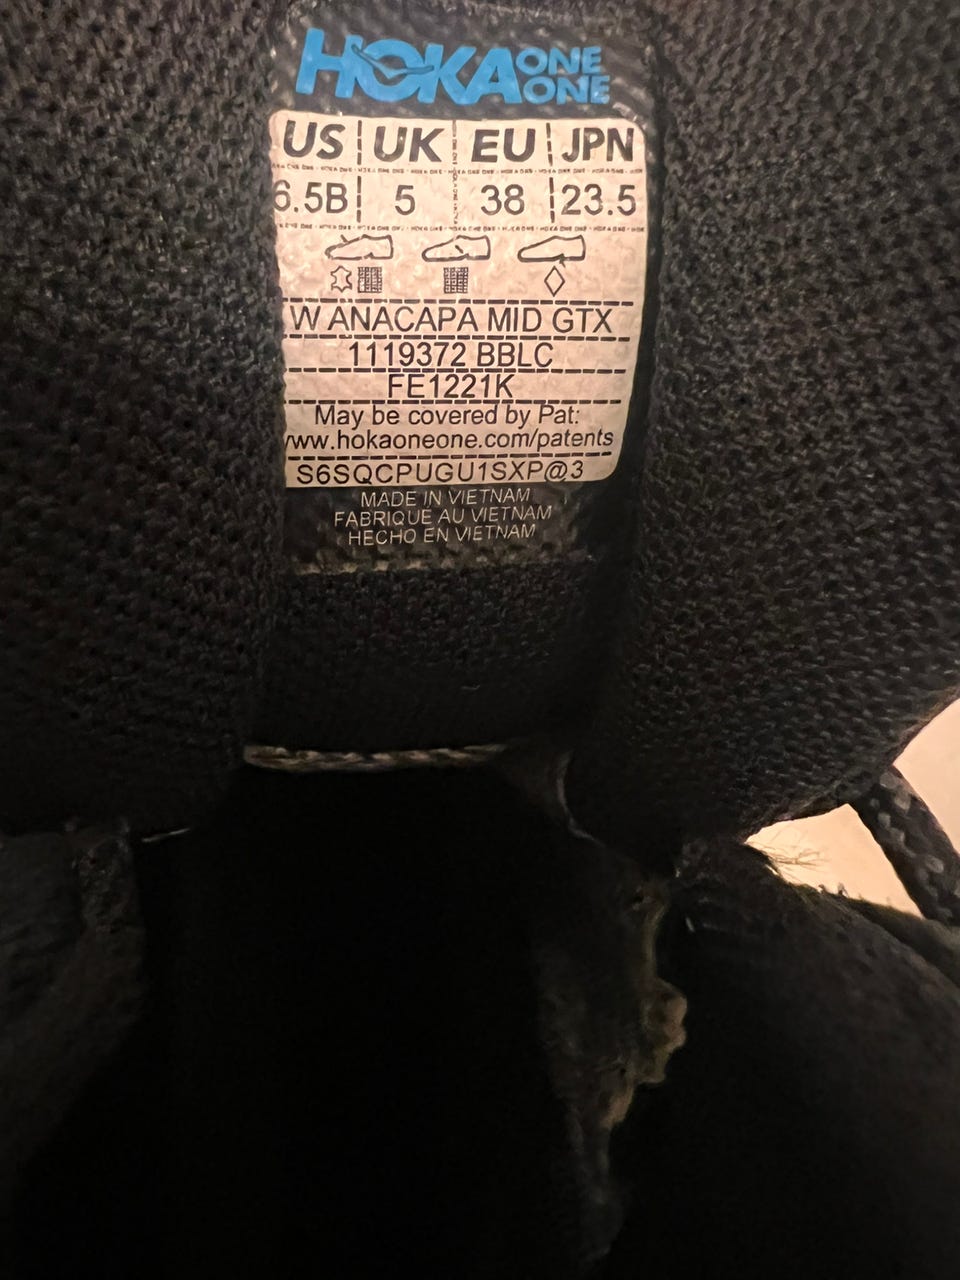 HOKA ONE ONE
US UK EU JPN
6.5B 5 38 23.5
W ANACAPA MID GTX
1119372 BBLC
FE1221K
May be covered by Pat:
www.hokaoneone.com/patents
S6SQCPUGU1SXP@3
MADE IN VIETNAM
FABRIQUE AU VIETNAM
HECHO EN VIETNAM